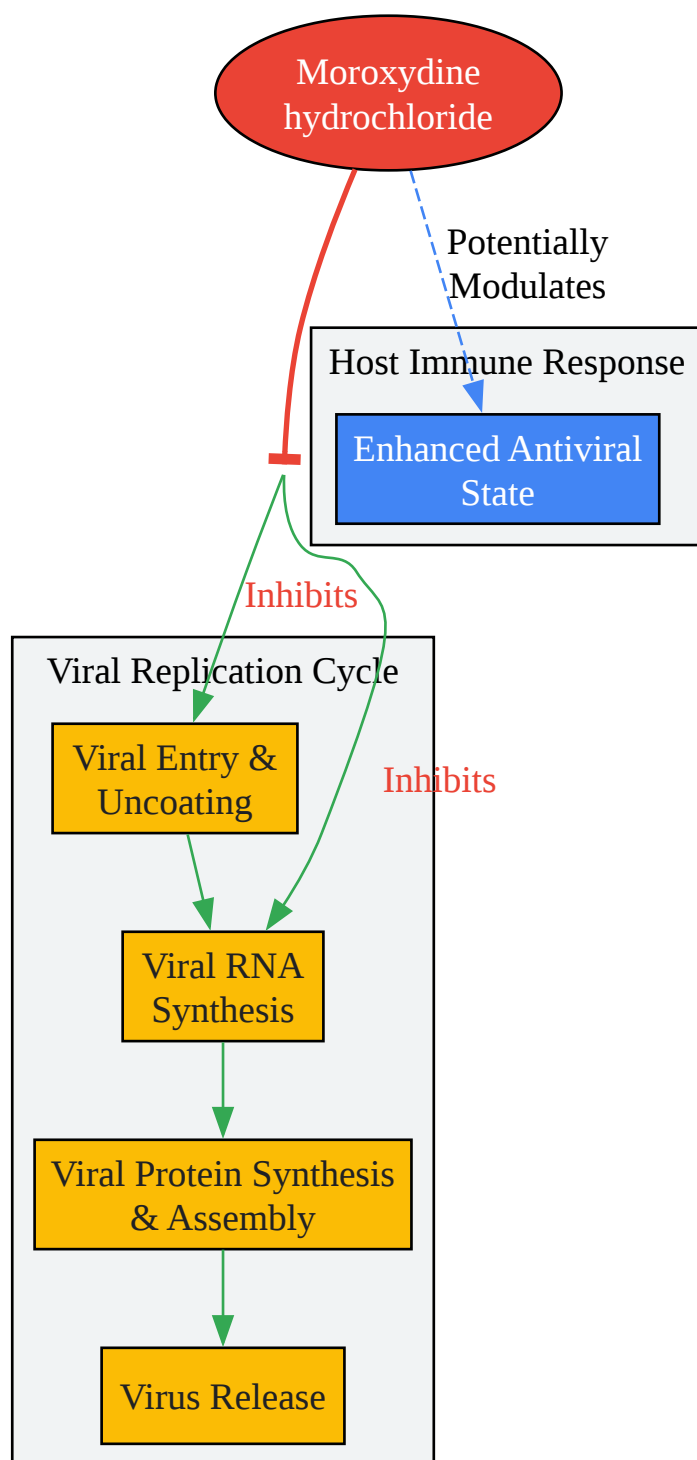 Moroxydine
hydrochloride
Potentially
Modulates
Host Immune Response
Enhanced Antiviral
State
Inhibits
Viral Replication Cycle
Viral Entry &
Uncoating
Inhibits
Viral RNA
Synthesis
Viral Protein Synthesis
& Assembly
Virus Release